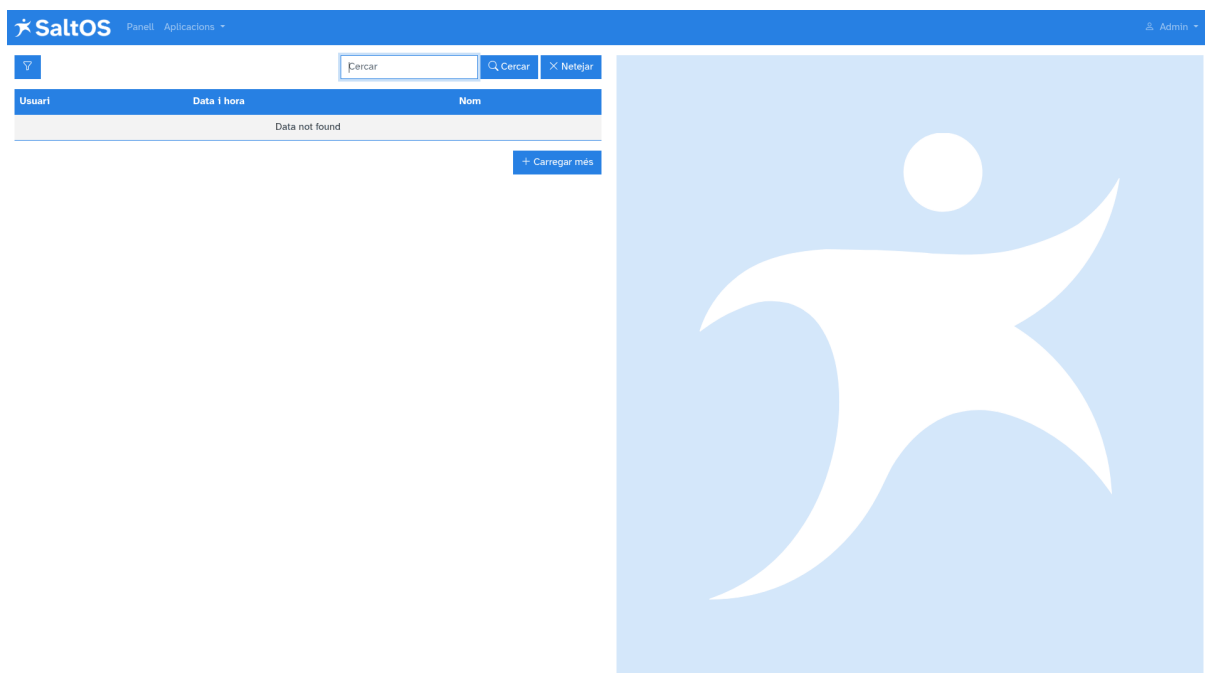 SaltOS Panell Aplicacions Admin
Cercar Cercar Netejar
Usuari Data i hora Nom
Data not found
+ Carregar més